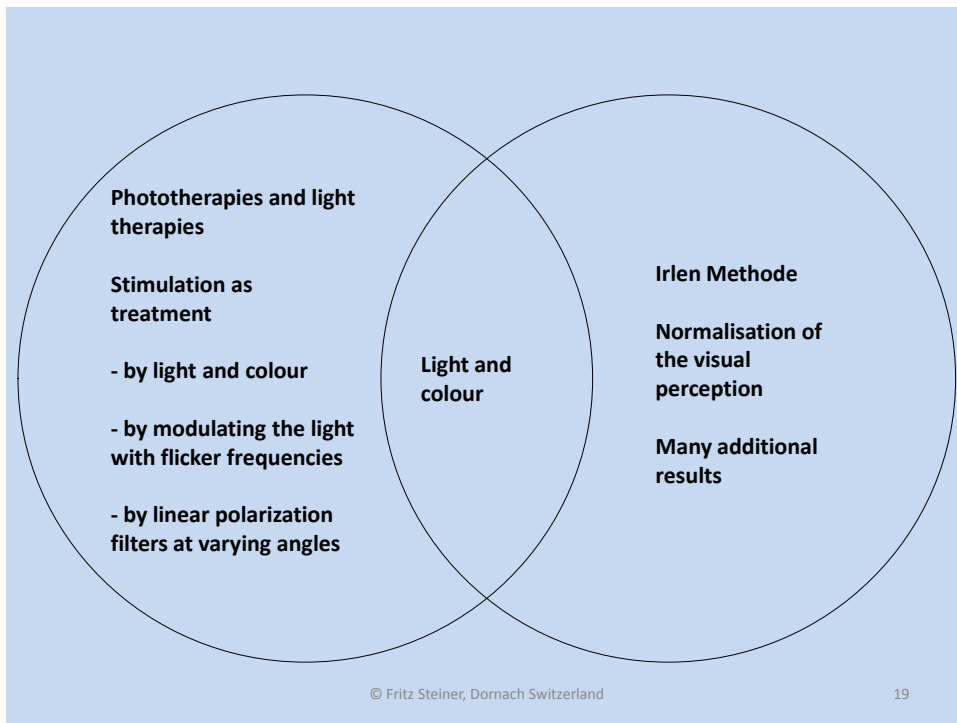 Phototherapies and light
therapies
Stimulation as
treatment
- by light and colour
- by modulating the light
with flicker frequencies
- by linear polarization
filters at varying angles
Light and
colour
Irlen Methode
Normalisation of
the visual
perception
Many additional
results
© Fritz Steiner, Dornach Switzerland
19